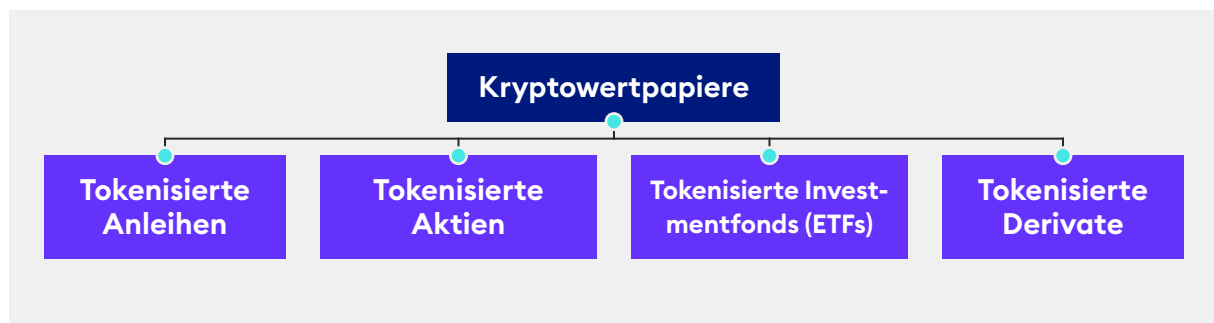 Kryptowertpapiere
Tokenisierte
Anleihen
Tokenisierte
Aktien
Tokenisierte Invest-
mentfonds (ETFs)
Tokenisierte
Derivate